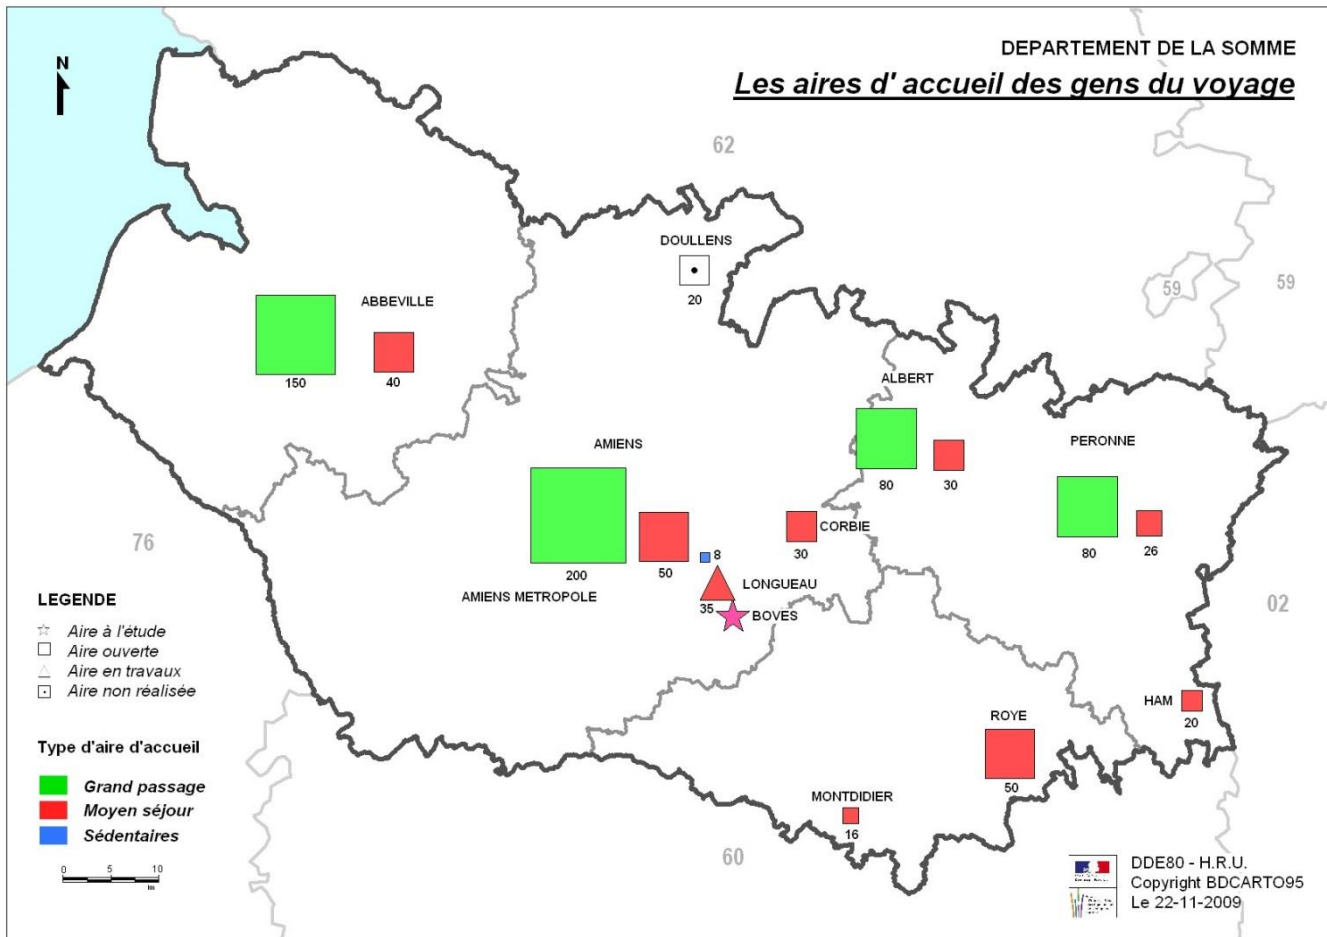 DEPARTEMENT DE LA SOMME
Les aires d' accueil des gens du voyage
N
62
59
59
DOULLENS
20
ABBEVILLE
150
40
ALBERT
80
30
PERONNE
80
26
AMIENS
200
50
8
CORBIE
30
LONGUEAU
35
BOVES
AMIENS METROPOLE
76
02
HAM
20
ROYE
50
MONTDIDIER
16
60
LEGENDE
Aire à l'étude
Aire ouverte
Aire en travaux
Aire non réalisée
Type d'aire d'accueil
Grand passage
Moyen séjour
Sédentaires
0 5 10
km
DDE80 - H.R.U.
Copyright BDCARTO95
Le 22-11-2009